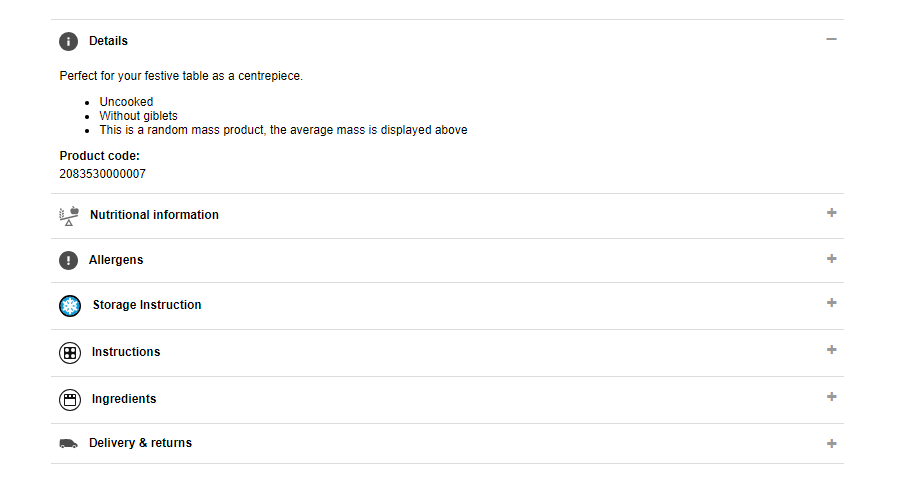 Details
Perfect for your festive table as a centrepiece.
Uncooked
Without giblets
This is a random mass product, the average mass is displayed above
Product code:
2083530000007
Nutritional information
Allergens
Storage Instruction
Instructions
Ingredients
Delivery & returns